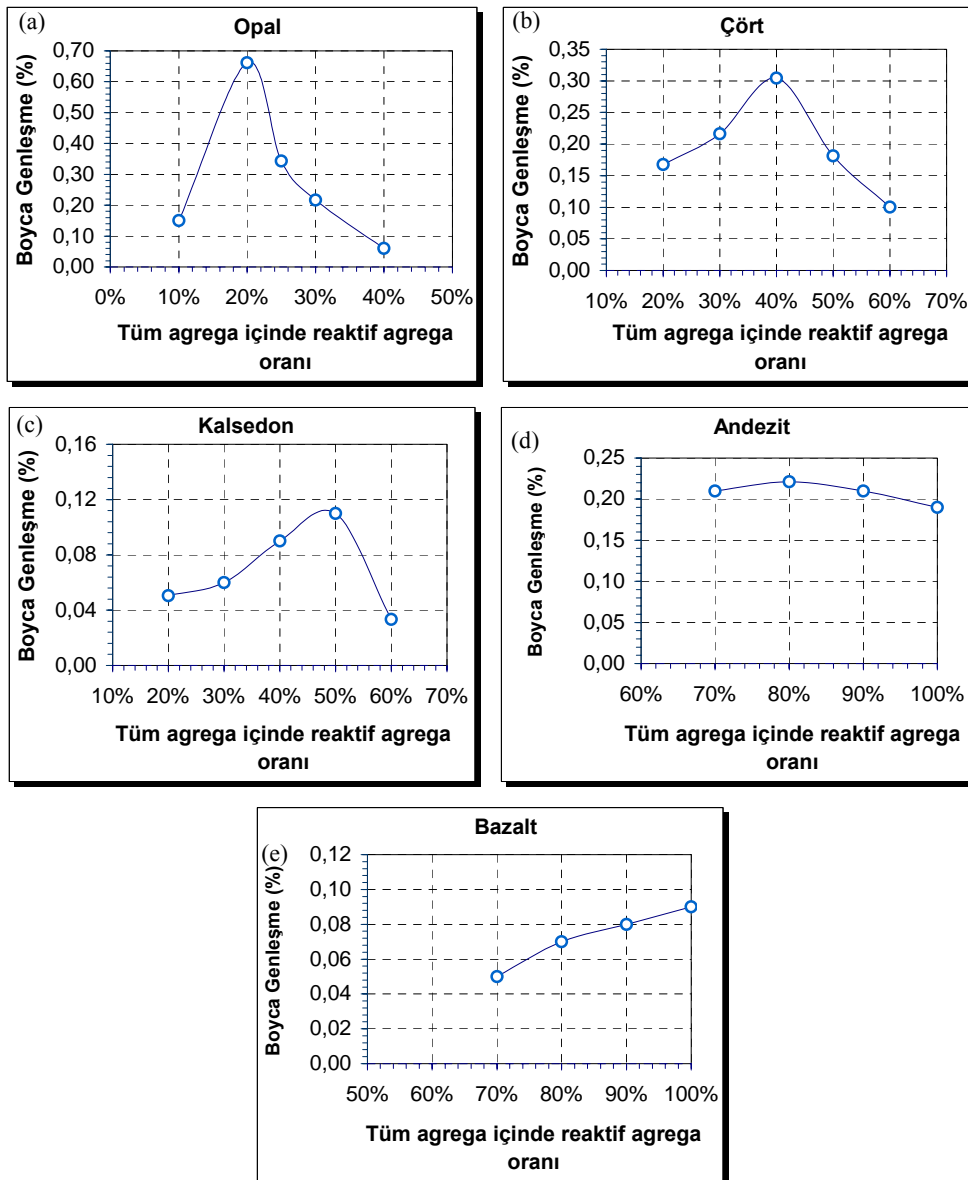 (a)
Opal
Boyca Genleşme (%)
0,70
0,60
0,50
0,40
0,30
0,20
0,10
0,00
0% 10% 20% 30% 40% 50%
Tüm agrega içinde reaktif agrega
oranı
(b)
Çört
Boyca Genleşme (%)
0,35
0,30
0,25
0,20
0,15
0,10
0,05
0,00
10% 20% 30% 40% 50% 60% 70%
Tüm agrega içinde reaktif agrega
oranı
(c)
Kalsedon
Boyca Genleşme (%)
0,16
0,12
0,08
0,04
0,00
10% 20% 30% 40% 50% 60% 70%
Tüm agrega içinde reaktif agrega
oranı
(d)
Andezit
Boyca Genleşme (%)
0,25
0,20
0,15
0,10
0,05
0,00
60% 70% 80% 90% 100%
Tüm agrega içinde reaktif agrega
oranı
(e)
Bazalt
Boyca Genleşme (%)
0,12
0,10
0,08
0,06
0,04
0,02
0,00
50% 60% 70% 80% 90% 100%
Tüm agrega içinde reaktif agrega
oranı